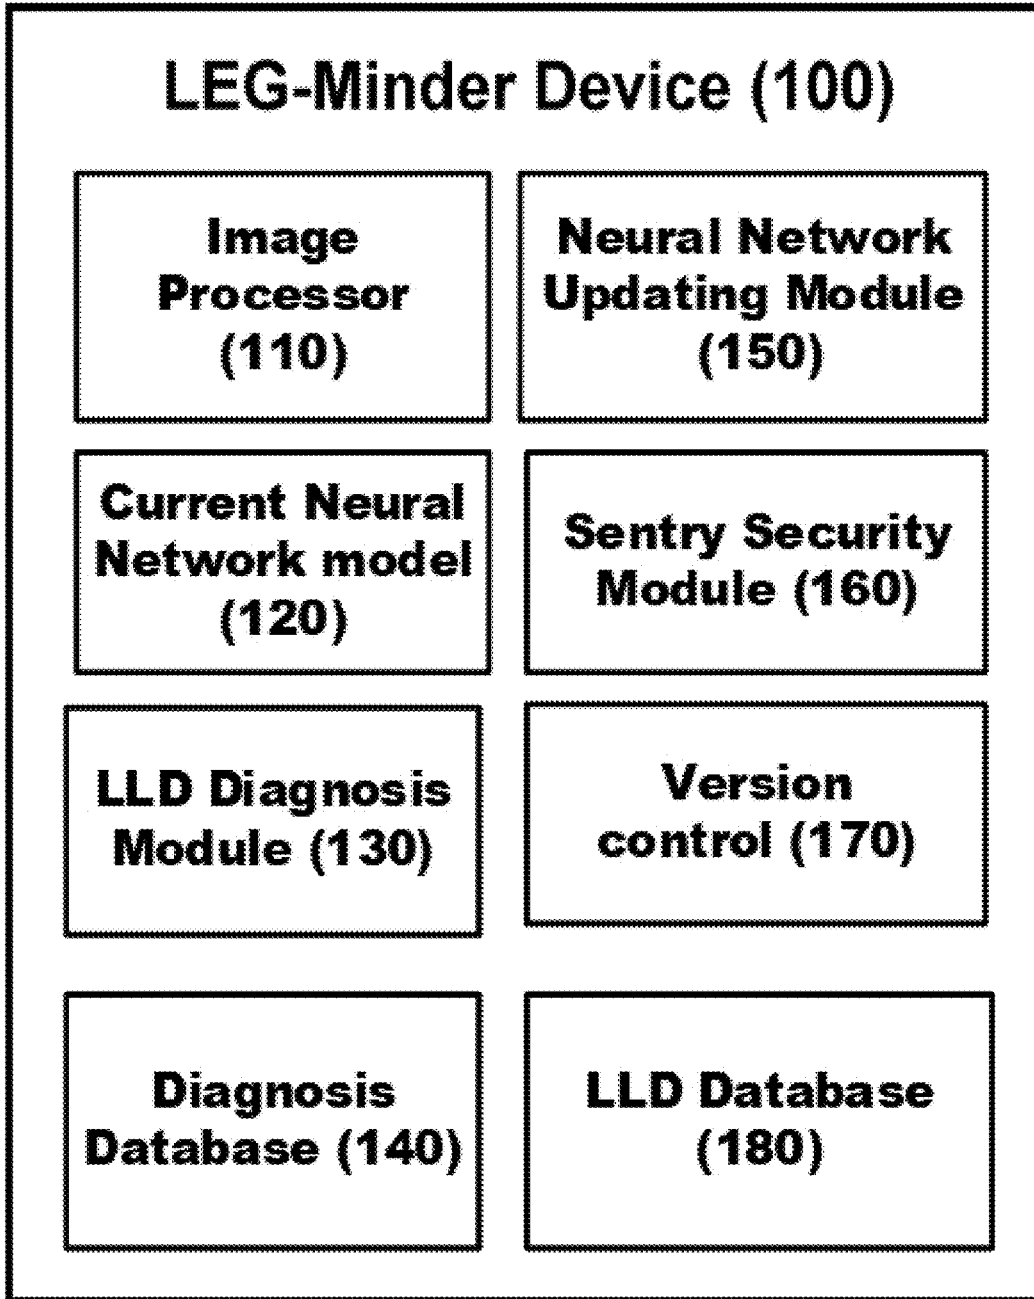 LEG-Minder Device (100)
Image
Processor
(110)
Neural Network
Updating Module
(150)
Current Neural
Network model
(120)
Sentry Security
Module (160)
LLD Diagnosis
Module (130)
Version
control (170)
Diagnosis
Database (140)
LLD Database
(180)